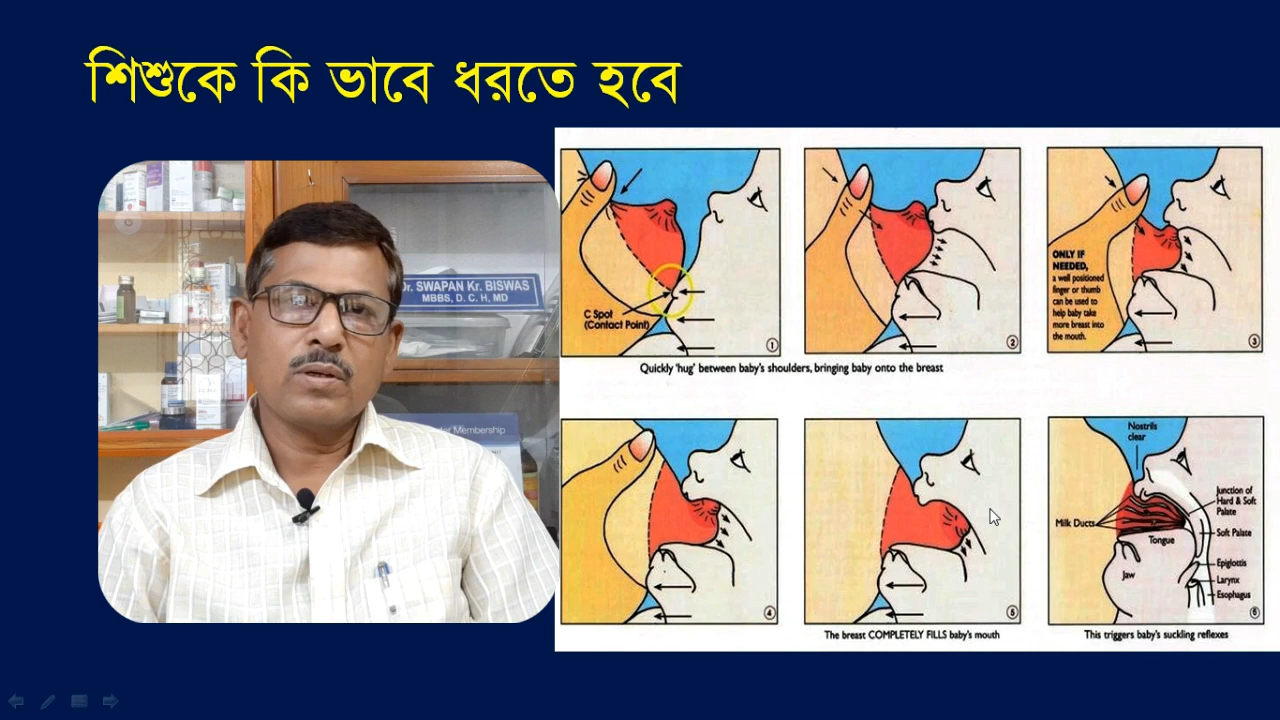 শিশুকে কি ভাবে ধরতে হবে
Dr. SWAPAN Kr. BISWAS
MBBS, D. C. H, MD
Membership
C Spot
(Contact Point)
1
2
ONLY IF
NEEDED,
a well positioned
finger or thumb
can be used to
help baby take
more breast into
the mouth.
3
Quickly 'hug' between baby's shoulders, bringing baby onto the breast
4
5
The breast COMPLETELY FILLS baby's mouth
Nostrils
clear
Junction of
Hard & Soft
Palate
Milk Ducts
Soft Palate
Tongue
Jaw
Epiglottis
Larynx
Esophagus
6
This triggers baby's suckling reflexes